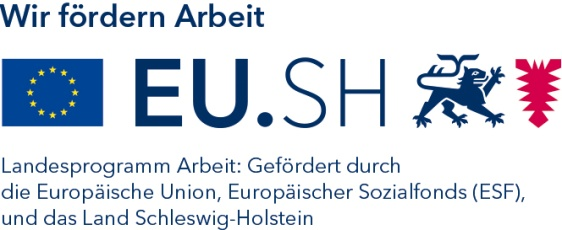 Wir fördern Arbeit
EU.SH
Landesprogramm Arbeit: Gefördert durch
die Europäische Union, Europäischer Sozialfonds (ESF),
und das Land Schleswig-Holstein